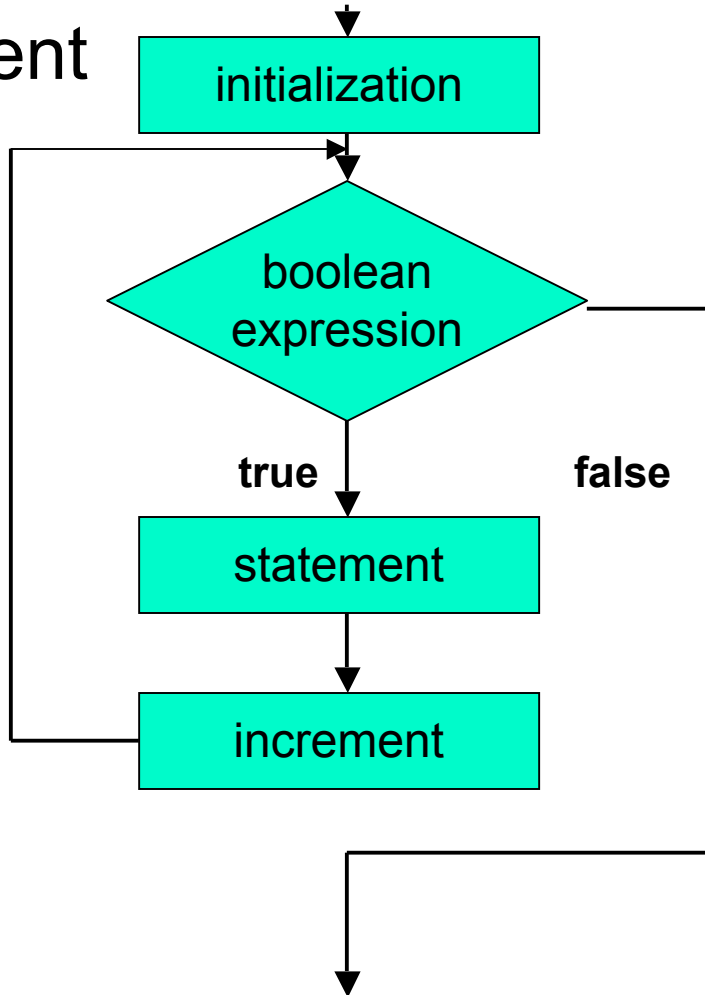 ent
initialization
boolean
expression
true
false
statement
increment